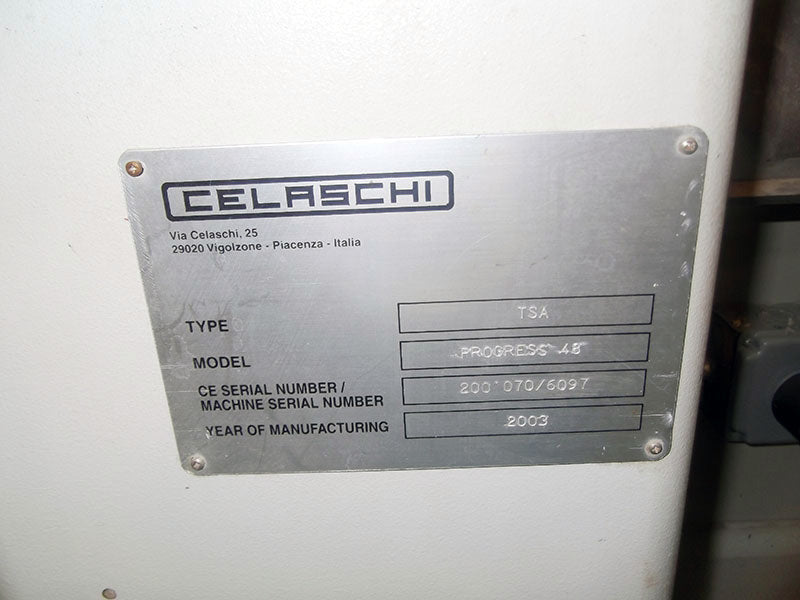 CELASCHI
Via Celaschi, 25
29020 Vigolzone - Piacenza - Italia
TYPE TSA
MODEL PROGRESS 48
CE SERIAL NUMBER /
MACHINE SERIAL NUMBER 200'070/6097
YEAR OF MANUFACTURING 2003